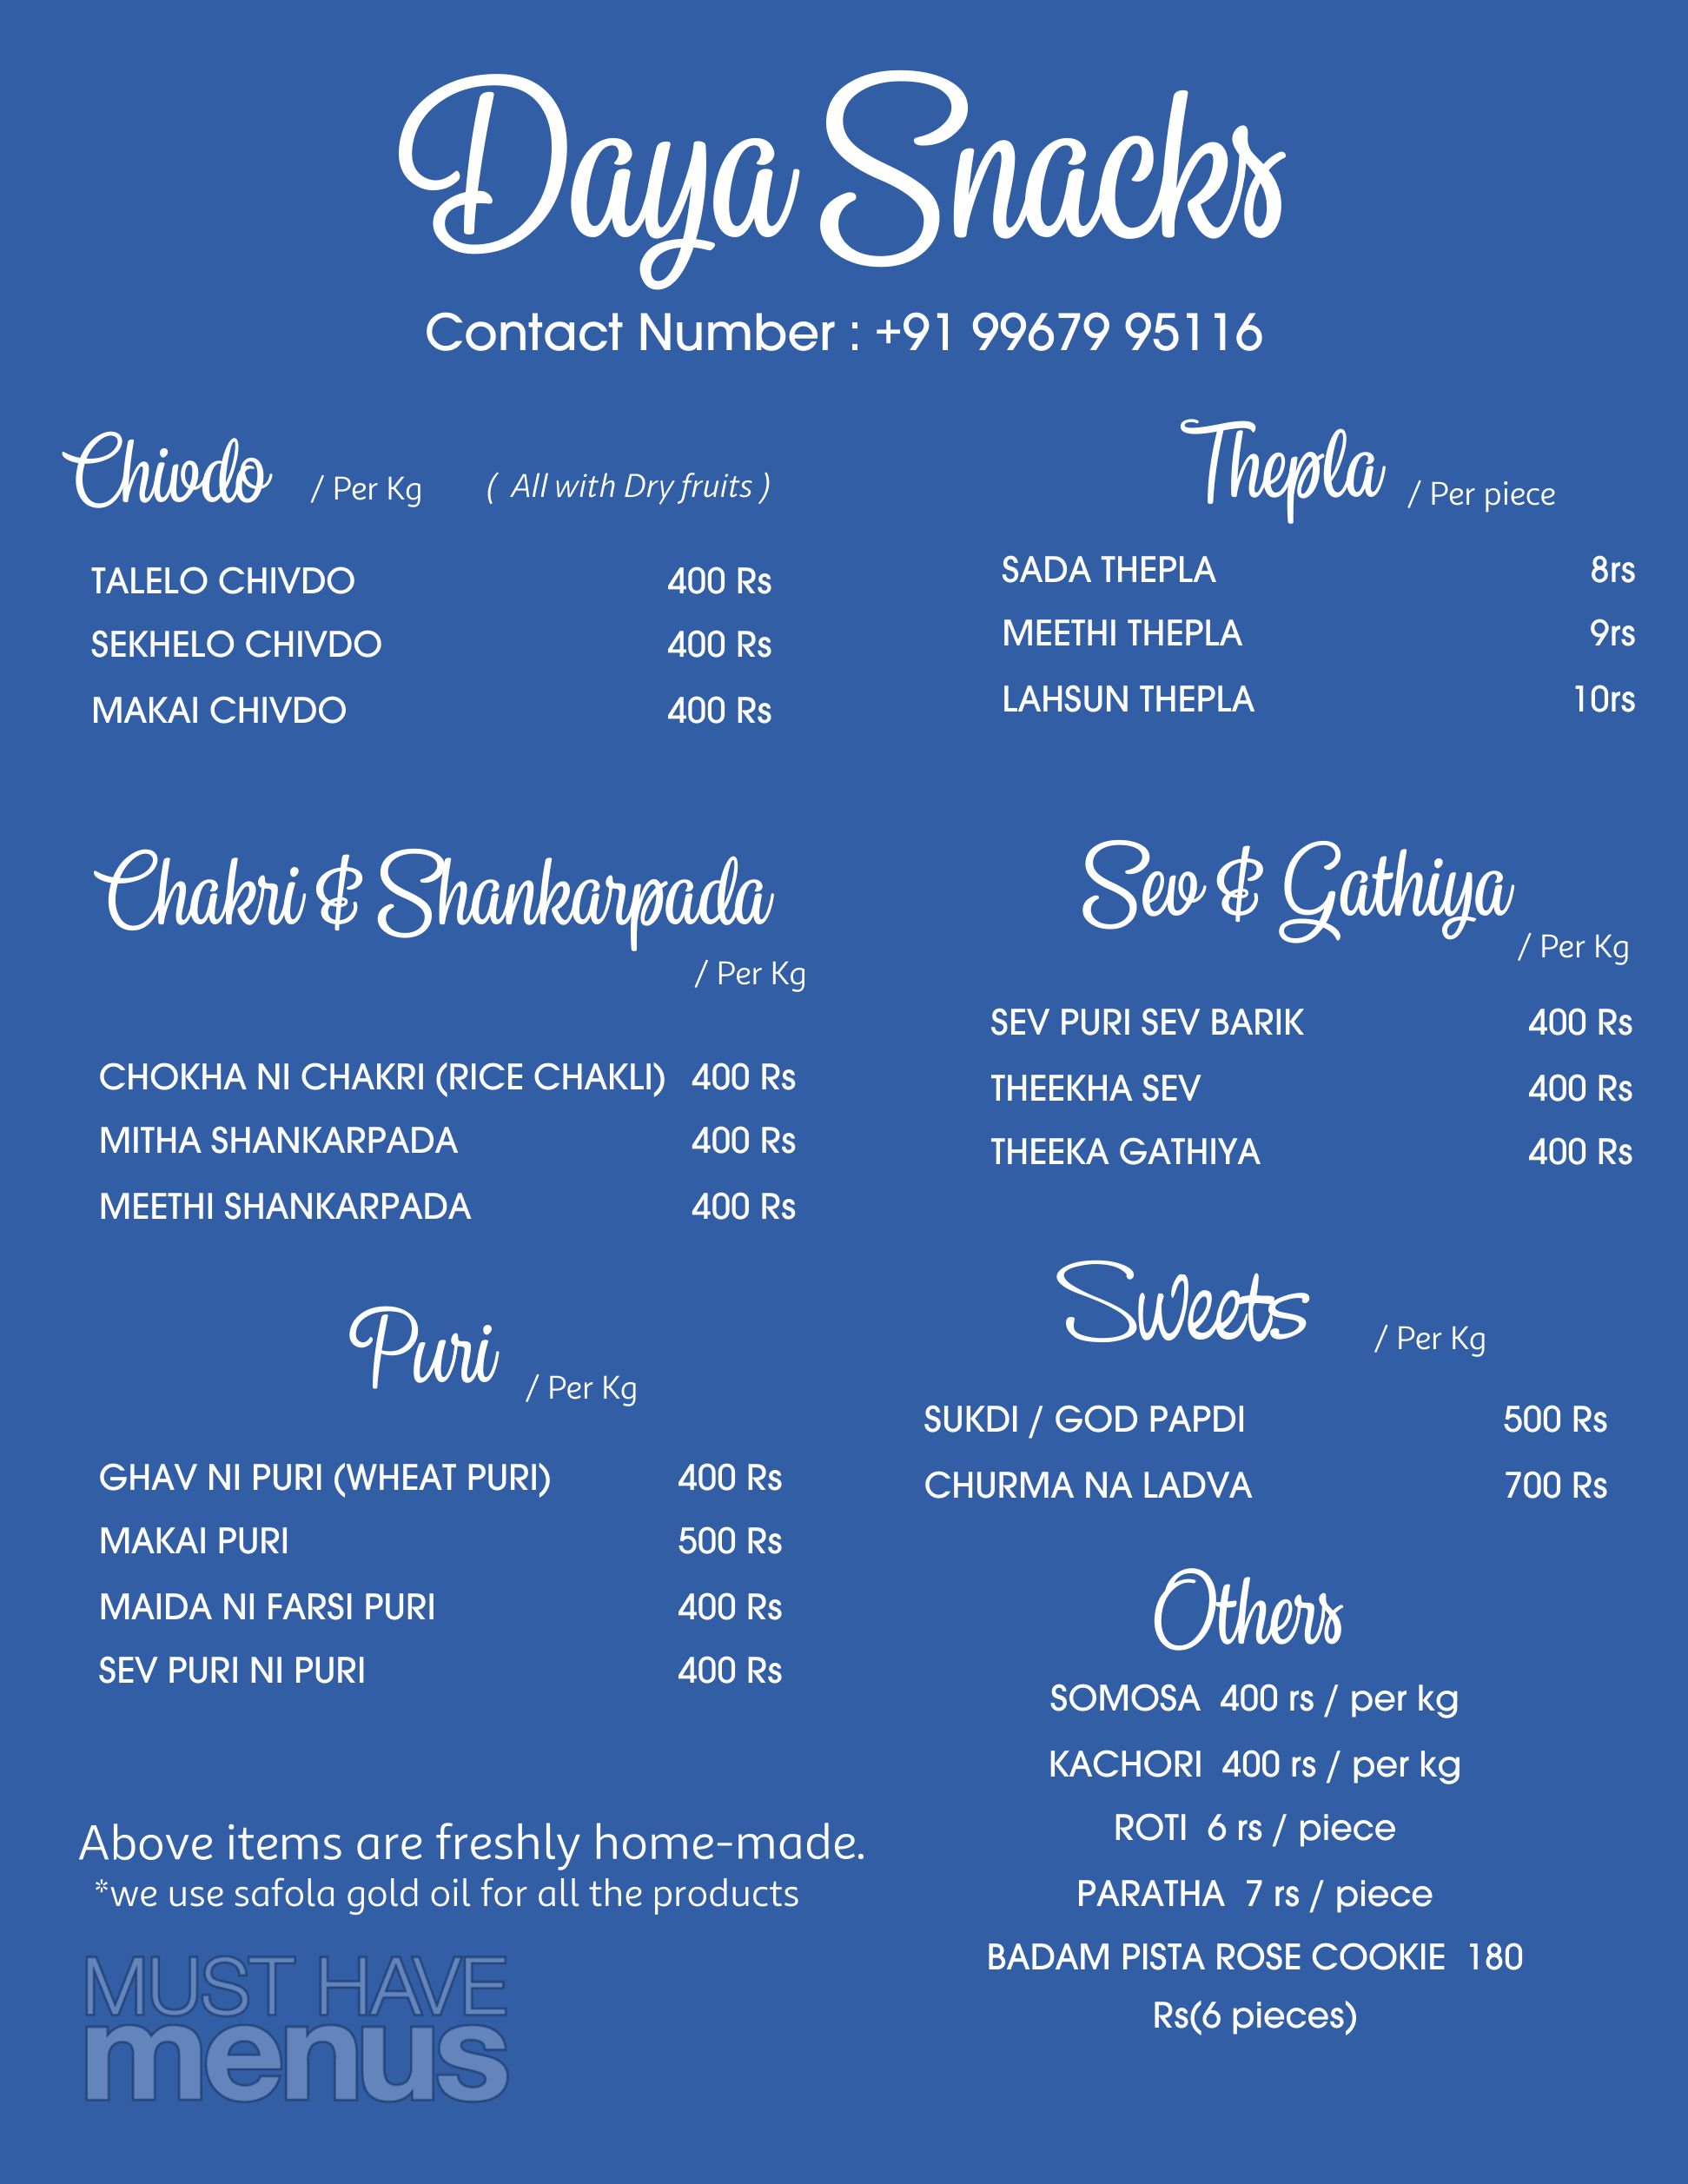 Daya Snacks
Contact Number : +91 99679 95116
Chivdo / Per Kg ( All with Dry fruits )
TALELO CHIVDO 400 Rs
SEKHELO CHIVDO 400 Rs
MAKAI CHIVDO 400 Rs
Thepla / Per piece
SADA THEPLA 8rs
MEETHI THEPLA 9rs
LAHSUN THEPLA 10rs
Chakri & Shankarpada
/ Per Kg
CHOKHA NI CHAKRI (RICE CHAKLI) 400 Rs
MITHA SHANKARPADA 400 Rs
MEETHI SHANKARPADA 400 Rs
Sev & Gathiya
/ Per Kg
SEV PURI SEV BARIK 400 Rs
THEEKHA SEV 400 Rs
THEEKA GATHIYA 400 Rs
Puri / Per Kg
GHAV NI PURI (WHEAT PURI) 400 Rs
MAKAI PURI 500 Rs
MAIDA NI FARSI PURI 400 Rs
SEV PURI NI PURI 400 Rs
Sweets / Per Kg
SUKDI / GOD PAPDI 500 Rs
CHURMA NA LADVA 700 Rs
Others
SOMOSA 400 rs / per kg
KACHORI 400 rs / per kg
ROTI 6 rs / piece
PARATHA 7 rs / piece
BADAM PISTA ROSE COOKIE 180
Rs(6 pieces)
Above items are freshly home-made.
*we use safola gold oil for all the products
MUST HAVE
menus